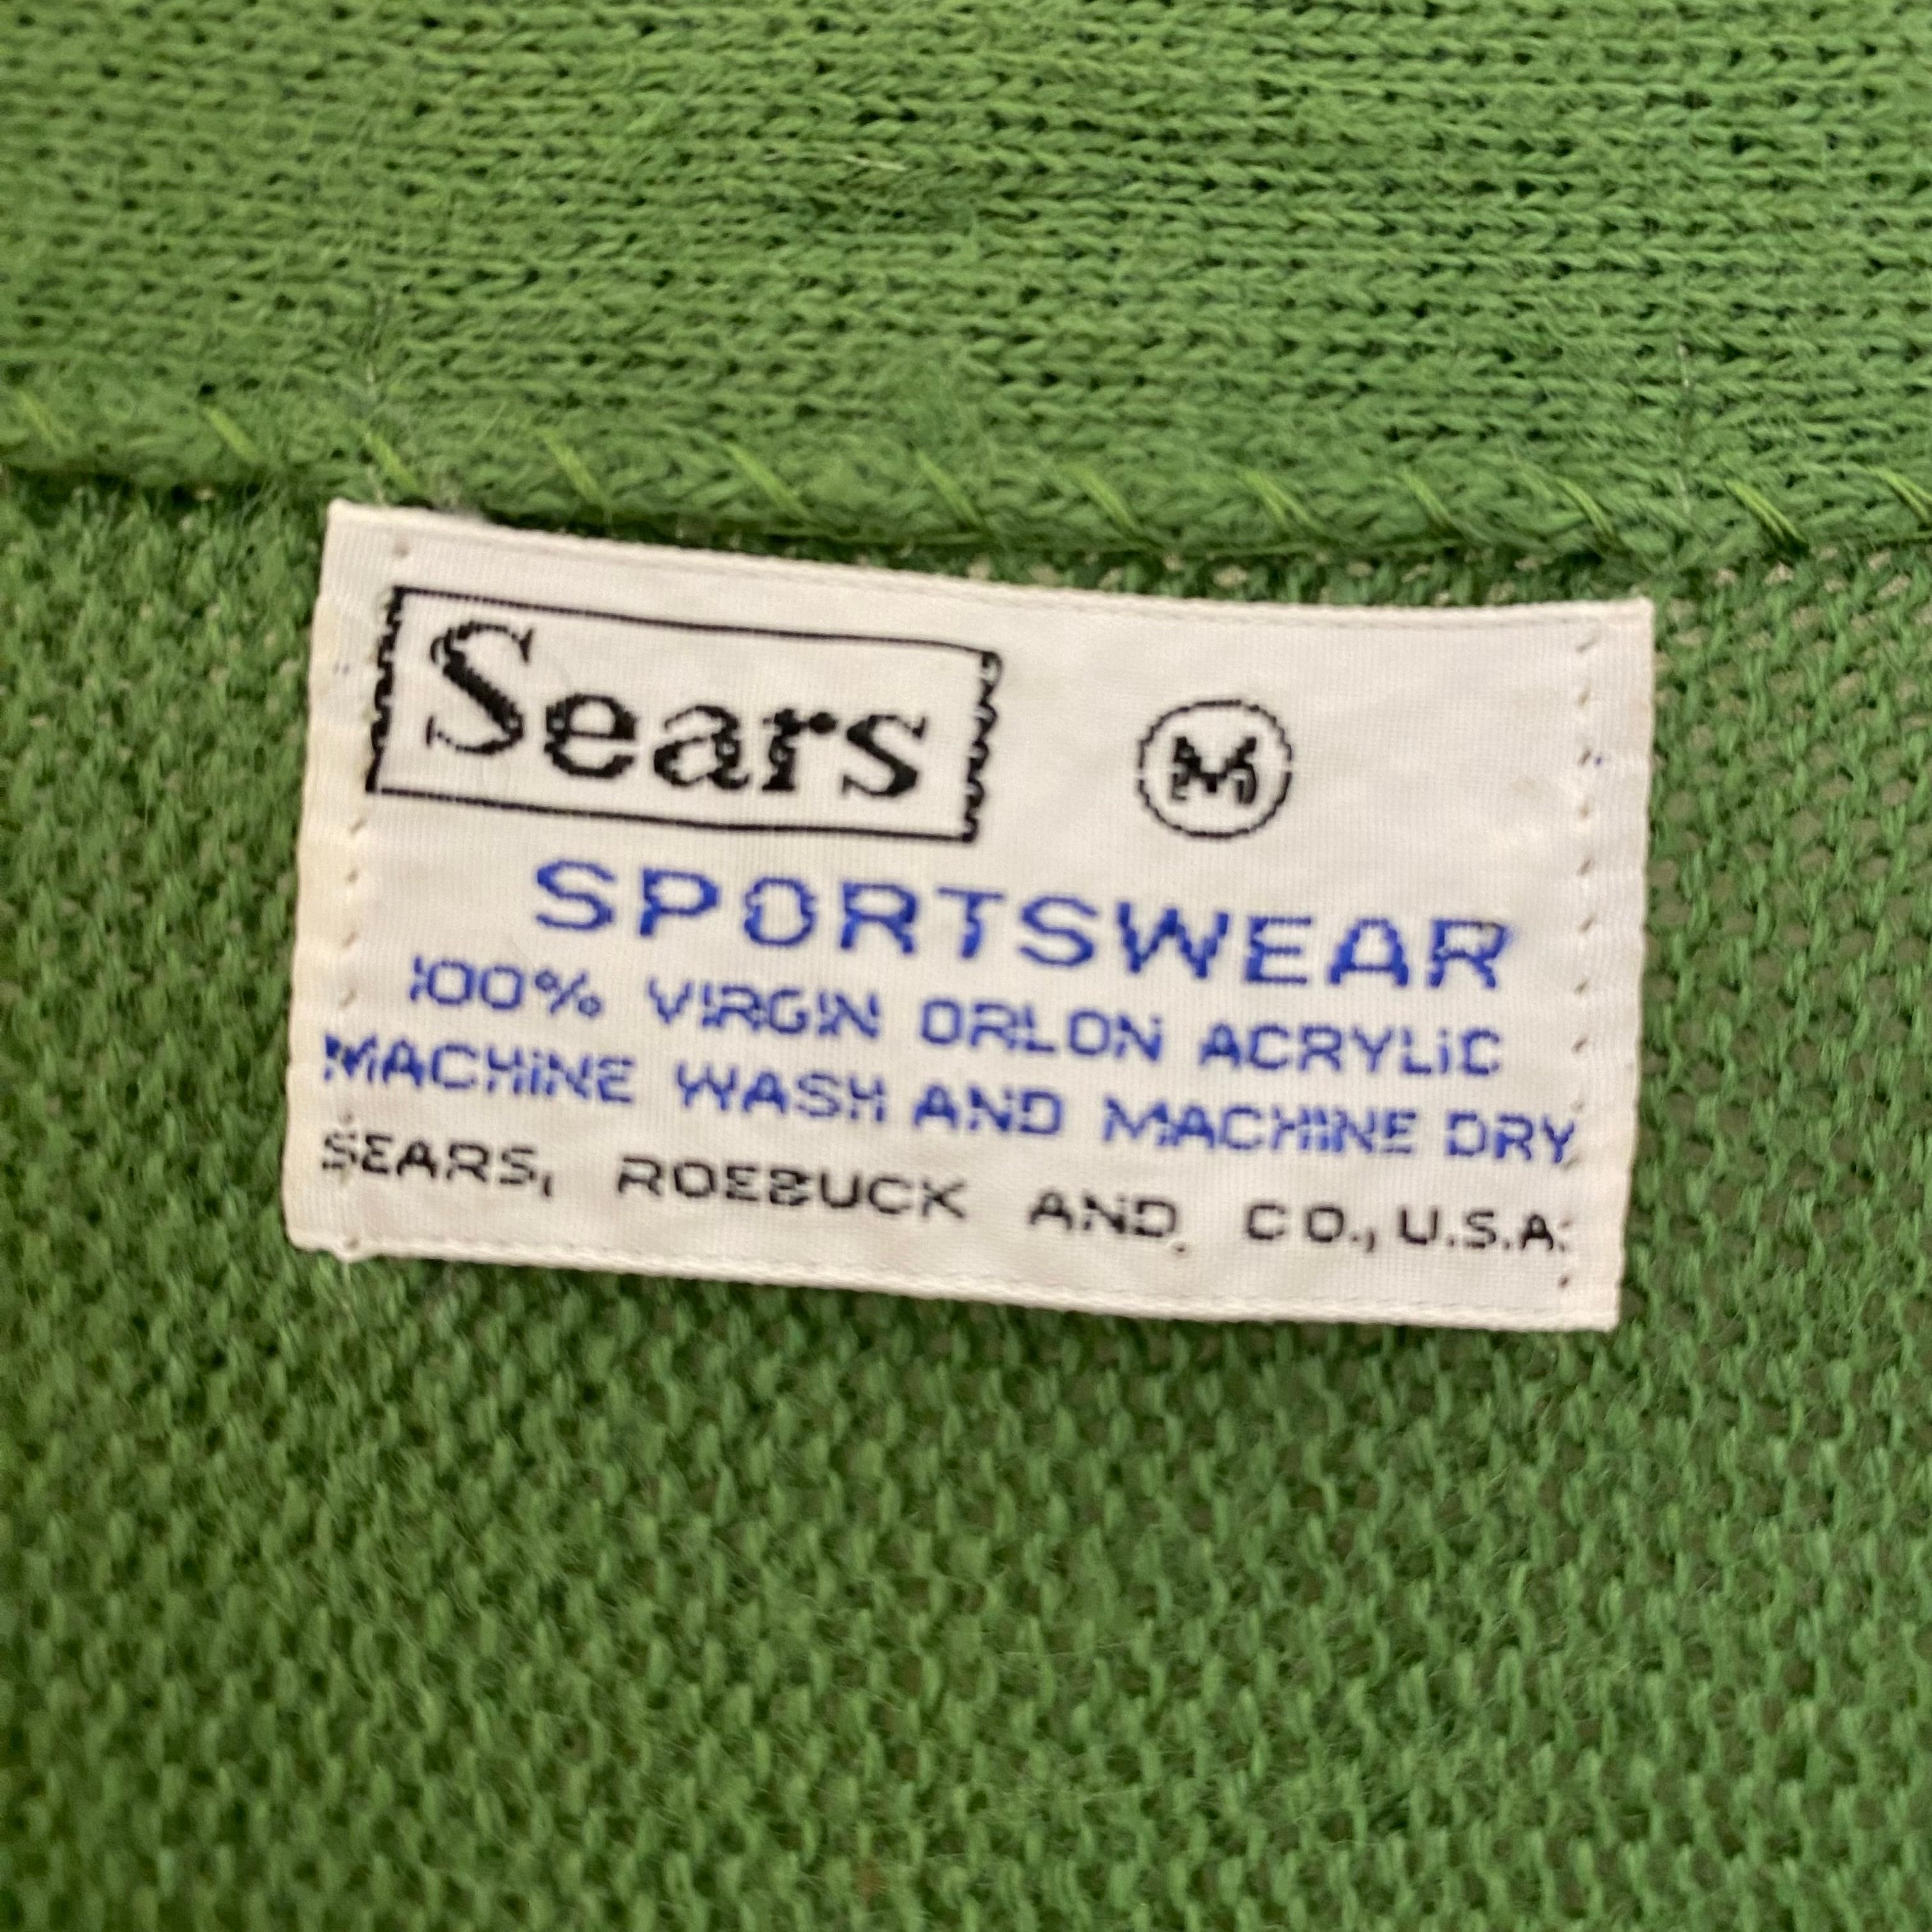 Sears M
SPORTSWEAR
100% VIRGIN ORLON ACRYLiC
MACHiNE WASH AND MACHINE DRY
SEARS, ROEBUCK AND. CO., U.S.A.